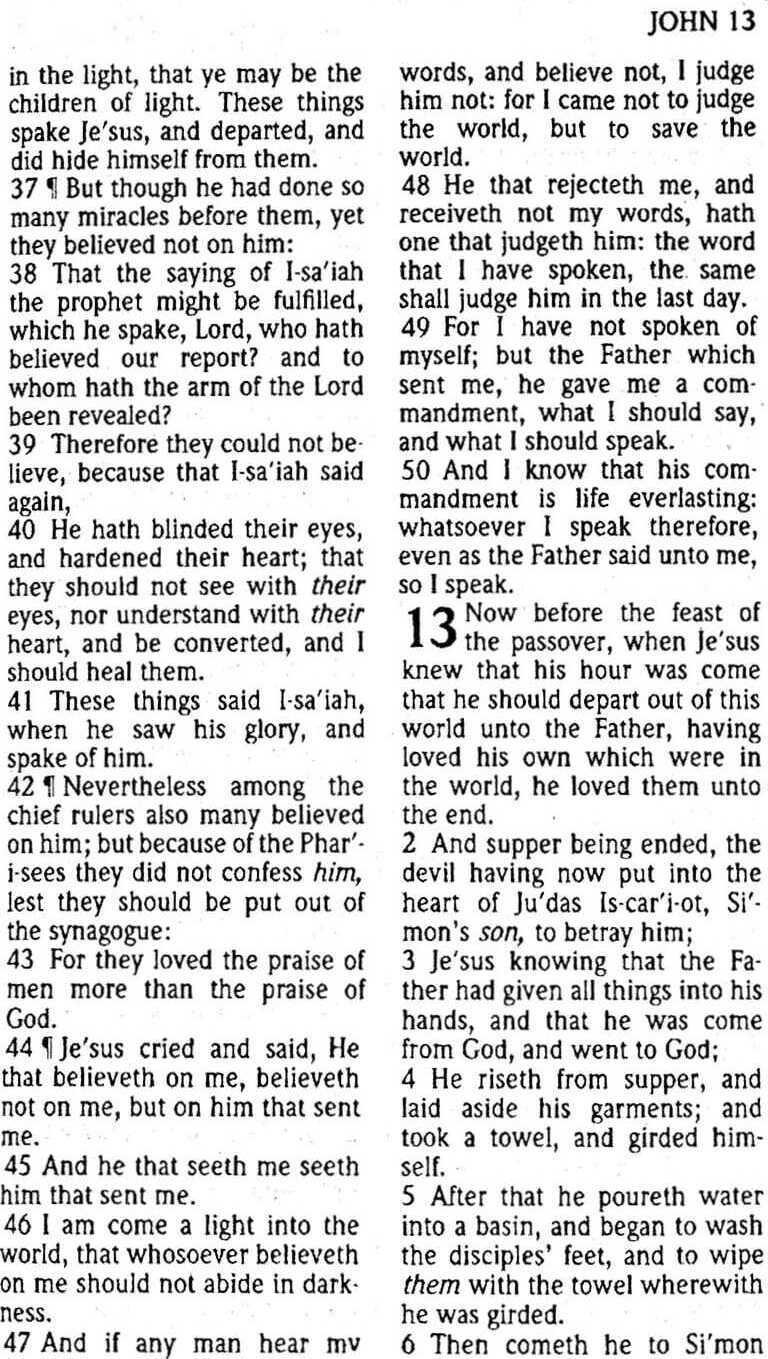 JOHN 13
in the light, that ye may be the
children of light. These things
spake Je′sus, and departed, and
did hide himself from them.
37 ¶ But though he had done so
many miracles before them, yet
they believed not on him:
38 That the saying of I-sa′iah
the prophet might be fulfilled,
which he spake, Lord, who hath
believed our report? and to
whom hath the arm of the Lord
been revealed?
39 Therefore they could not be-
lieve, because that I-sa′iah said
again,
40 He hath blinded their eyes,
and hardened their heart; that
they should not see with their
eyes, nor understand with their
heart, and be converted, and I
should heal them.
41 These things said I-sa′iah,
when he saw his glory, and
spake of him.
42 ¶ Nevertheless among the
chief rulers also many believed
on him; but because of the Phar′-
i-sees they did not confess him,
lest they should be put out of
the synagogue:
43 For they loved the praise of
men more than the praise of
God.
44 ¶ Je′sus cried and said, He
that believeth on me, believeth
not on me, but on him that sent
me.
45 And he that seeth me seeth
him that sent me.
46 I am come a light into the
world, that whosoever believeth
on me should not abide in dark-
ness.
47 And if any man hear my
words, and believe not, I judge
him not: for I came not to judge
the world, but to save the
world.
48 He that rejecteth me, and
receiveth not my words, hath
one that judgeth him: the word
that I have spoken, the same
shall judge him in the last day.
49 For I have not spoken of
myself; but the Father which
sent me, he gave me a com-
mandment, what I should say,
and what I should speak.
50 And I know that his com-
mandment is life everlasting:
whatsoever I speak therefore,
even as the Father said unto me,
so I speak.
13 Now before the feast of
the passover, when Je′sus
knew that his hour was come
that he should depart out of this
world unto the Father, having
loved his own which were in
the world, he loved them unto
the end.
2 And supper being ended, the
devil having now put into the
heart of Ju′das Is-car′i-ot, Si′-
mon's son, to betray him;
3 Je′sus knowing that the Fa-
ther had given all things into his
hands, and that he was come
from God, and went to God;
4 He riseth from supper, and
laid aside his garments; and
took a towel, and girded him-
self.
5 After that he poureth water
into a basin, and began to wash
the disciples' feet, and to wipe
them with the towel wherewith
he was girded.
6 Then cometh he to Si′mon